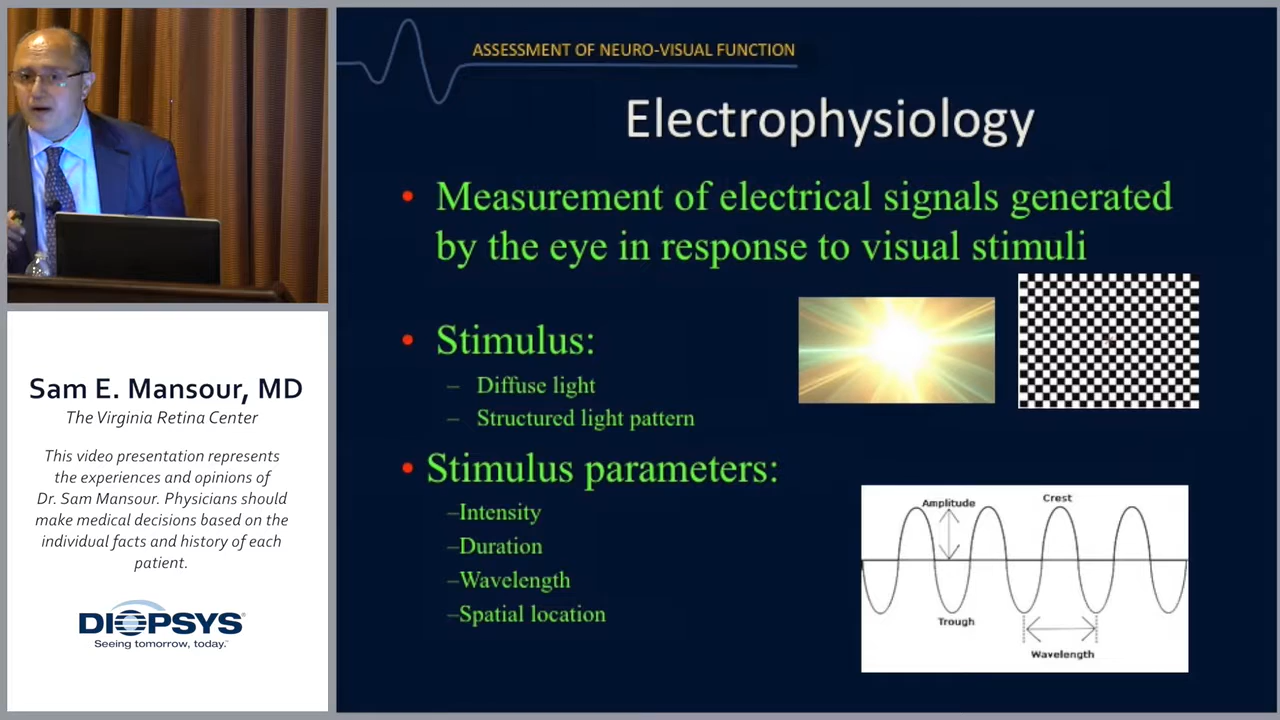 ASSESSMENT OF NEURO-VISUAL FUNCTION
Electrophysiology
• Measurement of electrical signals generated
by the eye in response to visual stimuli
• Stimulus:
– Diffuse light
– Structured light pattern
• Stimulus parameters:
–Intensity
–Duration
–Wavelength
–Spatial location
Amplitude
Crest
Trough
Wavelength
Sam E. Mansour, MD
The Virginia Retina Center
This video presentation represents
the experiences and opinions of
Dr. Sam Mansour. Physicians should
make medical decisions based on the
individual facts and history of each
patient.
DIOPSYS®
Seeing tomorrow, today.™